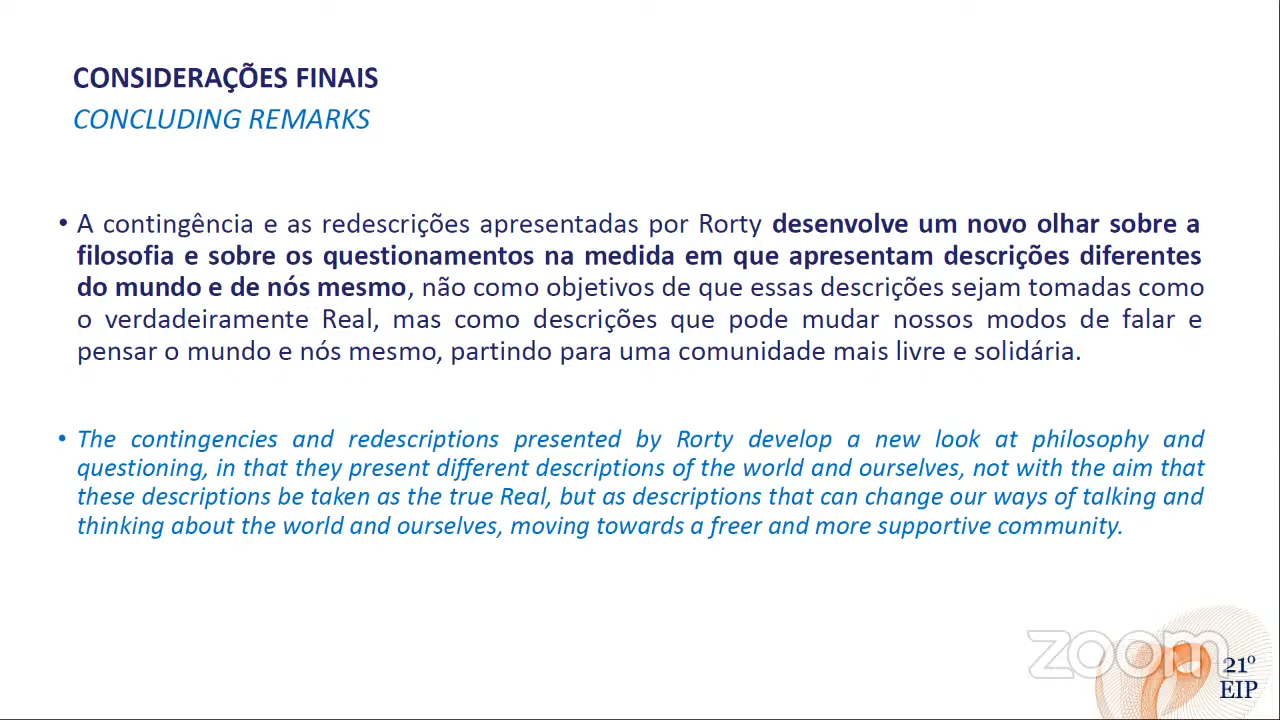 CONSIDERAÇÕES FINAIS
CONCLUDING REMARKS
• A contingência e as redescrições apresentadas por Rorty desenvolve um novo olhar sobre a
filosofia e sobre os questionamentos na medida em que apresentam descrições diferentes
do mundo e de nós mesmo, não como objetivos de que essas descrições sejam tomadas como
o verdadeiramente Real, mas como descrições que pode mudar nossos modos de falar e
pensar o mundo e nós mesmo, partindo para uma comunidade mais livre e solidária.
• The contingencies and redescriptions presented by Rorty develop a new look at philosophy and
questioning, in that they present different descriptions of the world and ourselves, not with the aim that
these descriptions be taken as the true Real, but as descriptions that can change our ways of talking and
thinking about the world and ourselves, moving towards a freer and more supportive community.
zoom
21º
EIP